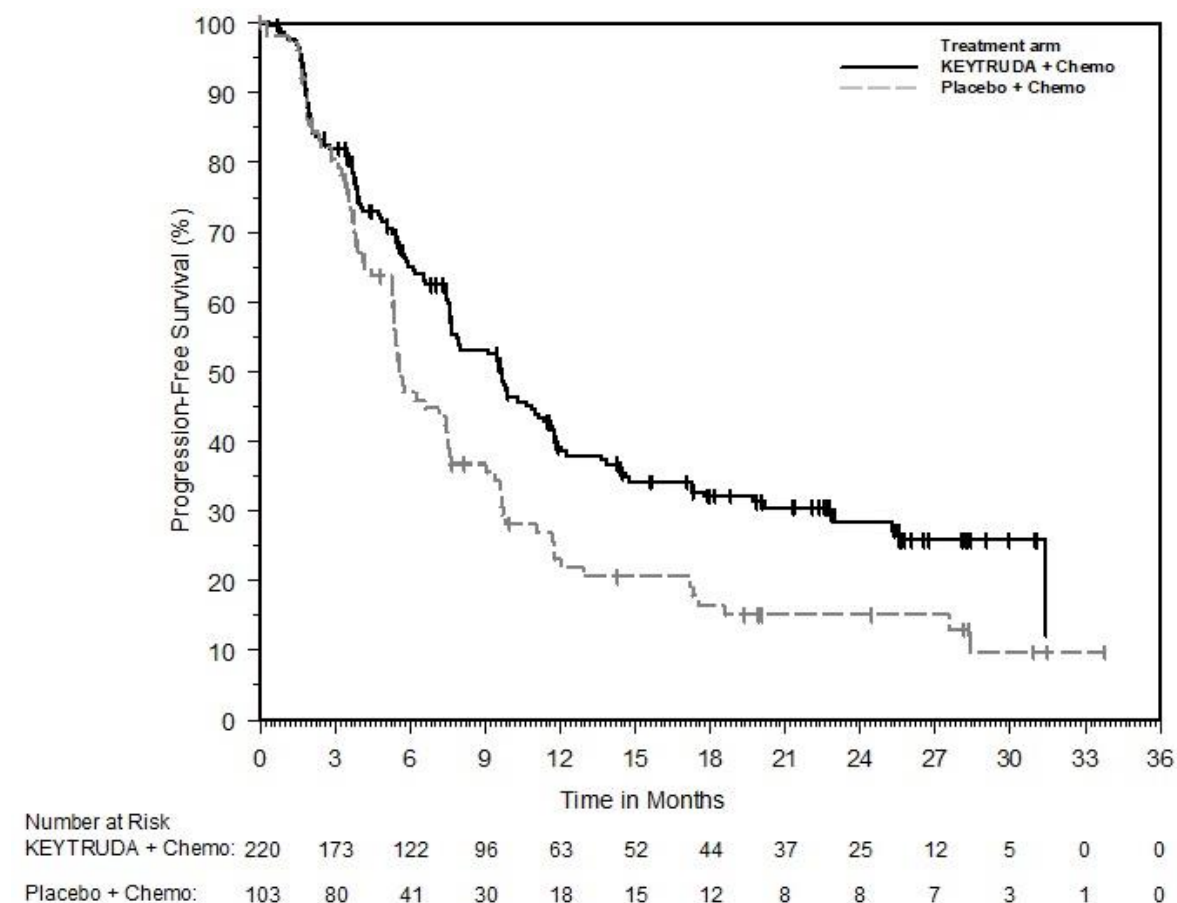 Treatment arm
KEYTRUDA + Chemo
Placebo + Chemo
Progression-Free Survival (%)
100
90
80
70
60
50
40
30
20
10
0
0 3 6 9 12 15 18 21 24 27 30 33 36
Time in Months
Number at Risk
KEYTRUDA + Chemo: 220 173 122 96 63 52 44 37 25 12 5 0 0
Placebo + Chemo: 103 80 41 30 18 15 12 8 8 7 3 1 0